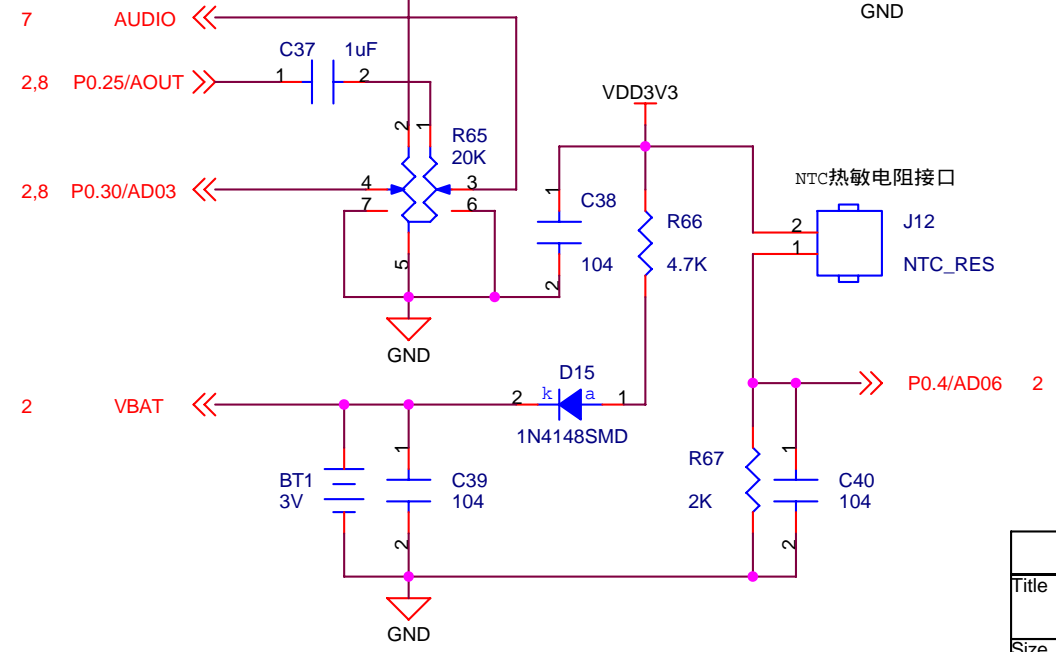 GND
7 AUDIO
C37 1uF
1 2
2,8 P0.25/AOUT
VDD3V3
2 1
R65
20K
2,8 P0.30/AD03
4 3
7 6
5
1
C38
104
2
R66
4.7K
NTC热敏电阻接口
2
1
J12
NTC_RES
GND
D15
2 k a 1
1N4148SMD
2 VBAT
P0.4/AD06 2
BT1
3V
1
C39
104
2
R67
2K
1
C40
104
2
GND
Title
Size